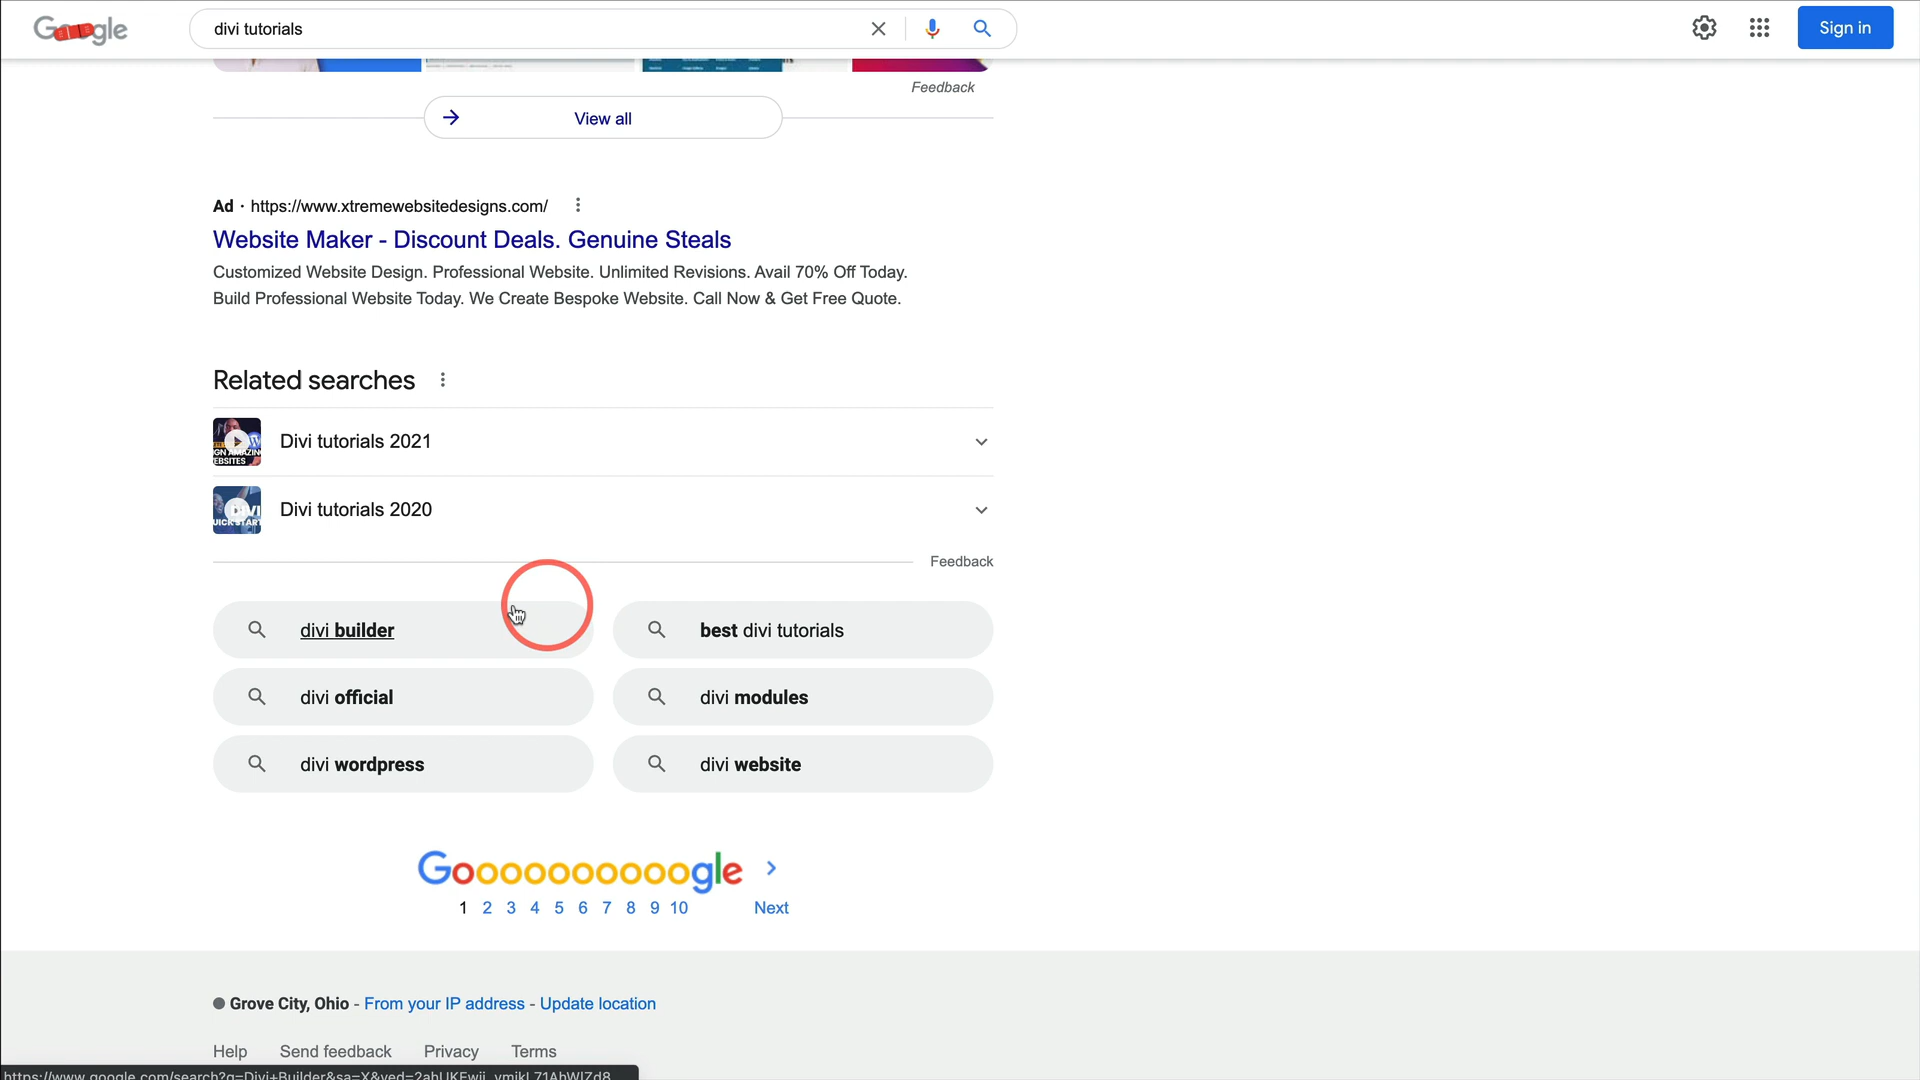 Google
divi tutorials
Sign in
Feedback
View all
Ad · https://www.xtremewebsitedesigns.com/
Website Maker - Discount Deals. Genuine Steals
Customized Website Design. Professional Website. Unlimited Revisions. Avail 70% Off Today.
Build Professional Website Today. We Create Bespoke Website. Call Now & Get Free Quote.
Related searches
Divi tutorials 2021
Divi tutorials 2020
Feedback
divi builder
best divi tutorials
divi official
divi modules
divi wordpress
divi website
Goooooooooogle
1 2 3 4 5 6 7 8 9 10 Next
Grove City, Ohio - From your IP address - Update location
Help Send feedback Privacy Terms